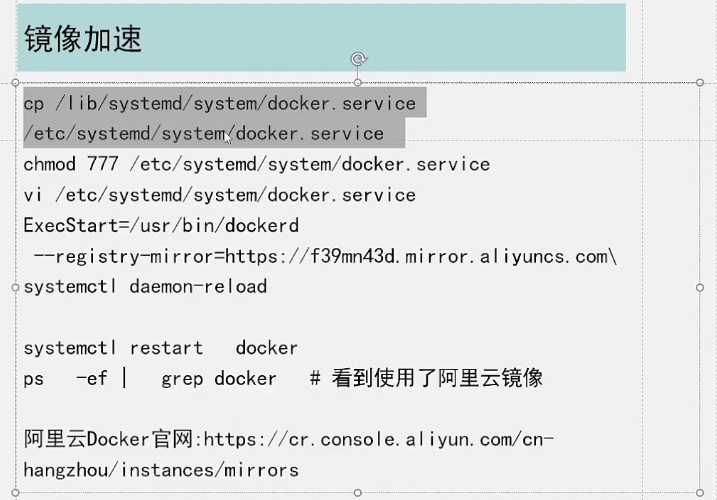 镜像加速
cp /lib/systemd/system/docker.service
/etc/systemd/system/docker.service
chmod 777 /etc/systemd/system/docker.service
vi /etc/systemd/system/docker.service
ExecStart=/usr/bin/dockerd
--registry-mirror=https://f39mn43d.mirror.aliyuncs.com\
systemctl daemon-reload
systemctl restart docker
ps -ef | grep docker # 看到使用了阿里云镜像
阿里云Docker官网:https://cr.console.aliyun.com/cn-
hangzhou/instances/mirrors